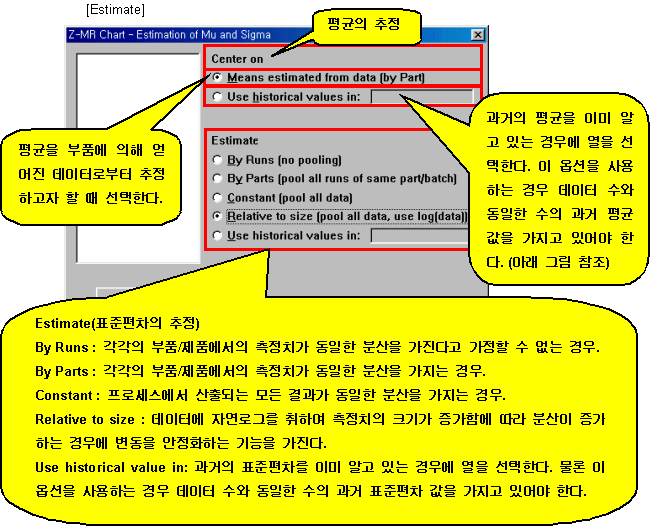 [Estimate]
평균의 추정
Z-MR Chart - Estimation of Mu and Sigma
Center on
Means estimated from data (by Part)
Use historical values in:
평균을 부품에 의해 얻
어진 데이터로부터 추정
하고자 할 때 선택한다.
과거의 평균을 이미 알
고 있는 경우에 열을 선
택한다. 이 옵션을 사용
하는 경우 데이터 수와
동일한 수의 과거 평균
값을 가지고 있어야 한
다. (아래 그림 참조)
Estimate
By Runs (no pooling)
By Parts (pool all runs of same part/batch)
Constant (pool all data)
Relative to size (pool all data, use log(data))
Use historical values in:
Estimate(표준편차의 추정)
By Runs : 각각의 부품/제품에서의 측정치가 동일한 분산을 가진다고 가정할 수 없는 경우.
By Parts : 각각의 부품/제품에서의 측정치가 동일한 분산을 가지는 경우.
Constant : 프로세스에서 산출되는 모든 결과가 동일한 분산을 가지는 경우.
Relative to size : 데이터에 자연로그를 취하여 측정치의 크기가 증가함에 따라 분산이 증가
하는 경우에 변동을 안정화하는 기능을 가진다.
Use historical value in: 과거의 표준편차를 이미 알고 있는 경우에 열을 선택한다. 물론 이
옵션을 사용하는 경우 데이터 수와 동일한 수의 과거 표준편차 값을 가지고 있어야 한다.